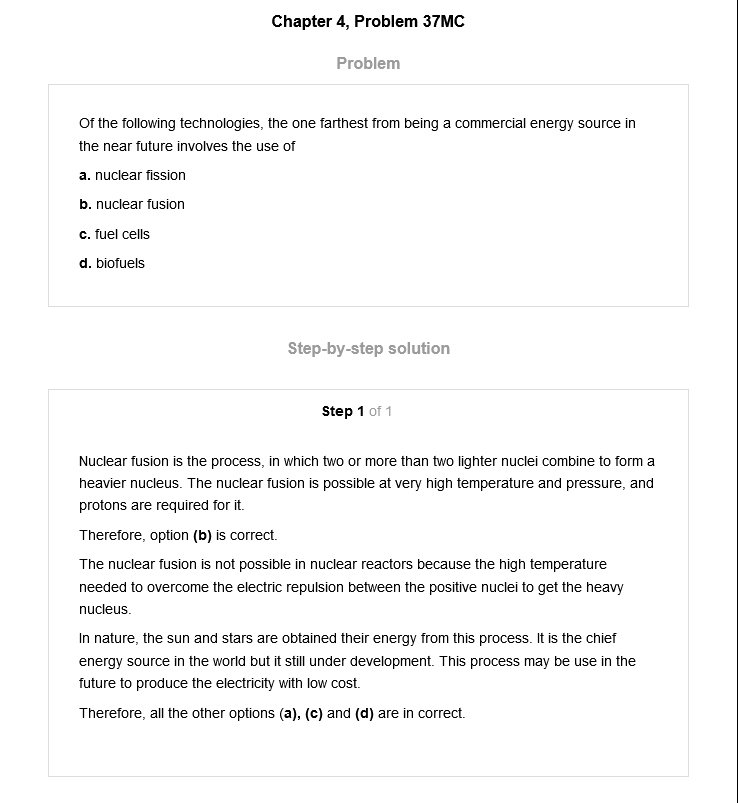 Chapter 4, Problem 37MC
Problem
Of the following technologies, the one farthest from being a commercial energy source in
the near future involves the use of
a. nuclear fission
b. nuclear fusion
c. fuel cells
d. biofuels
Step-by-step solution
Step 1 of 1
Nuclear fusion is the process, in which two or more than two lighter nuclei combine to form a
heavier nucleus. The nuclear fusion is possible at very high temperature and pressure, and
protons are required for it.
Therefore, option (b) is correct.
The nuclear fusion is not possible in nuclear reactors because the high temperature
needed to overcome the electric repulsion between the positive nuclei to get the heavy
nucleus.
In nature, the sun and stars are obtained their energy from this process. It is the chief
energy source in the world but it still under development. This process may be use in the
future to produce the electricity with low cost.
Therefore, all the other options (a), (c) and (d) are in correct.